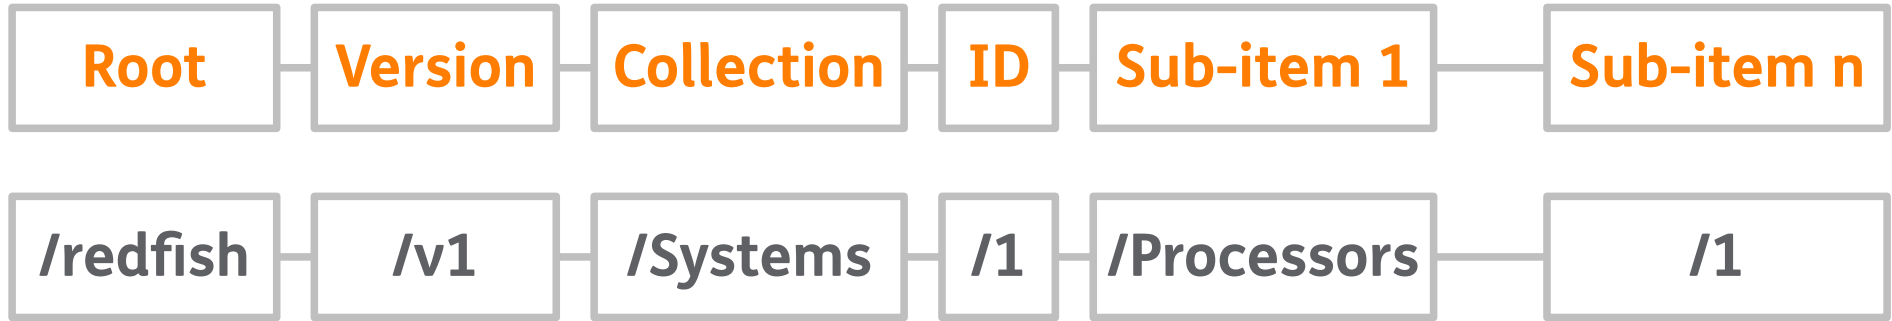 Root Version Collection ID Sub-item 1 Sub-item n
/redfish /v1 /Systems /1 /Processors /1